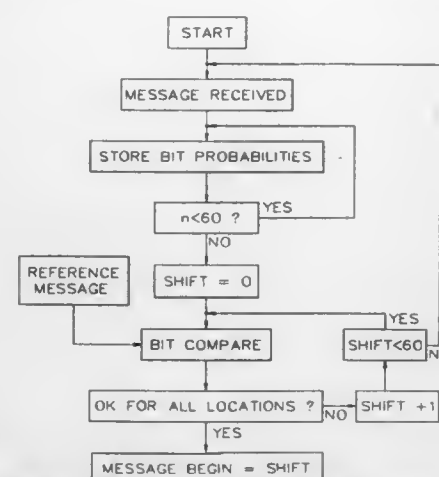 START
MESSAGE RECEIVED
STORE BIT PROBABILITIES
n<60 ?
YES
NO
REFERENCE
MESSAGE
SHIFT = 0
YES
BIT COMPARE
SHIFT<60
N
OK FOR ALL LOCATIONS ?
NO
SHIFT +1
YES
MESSAGE BEGIN = SHIFT